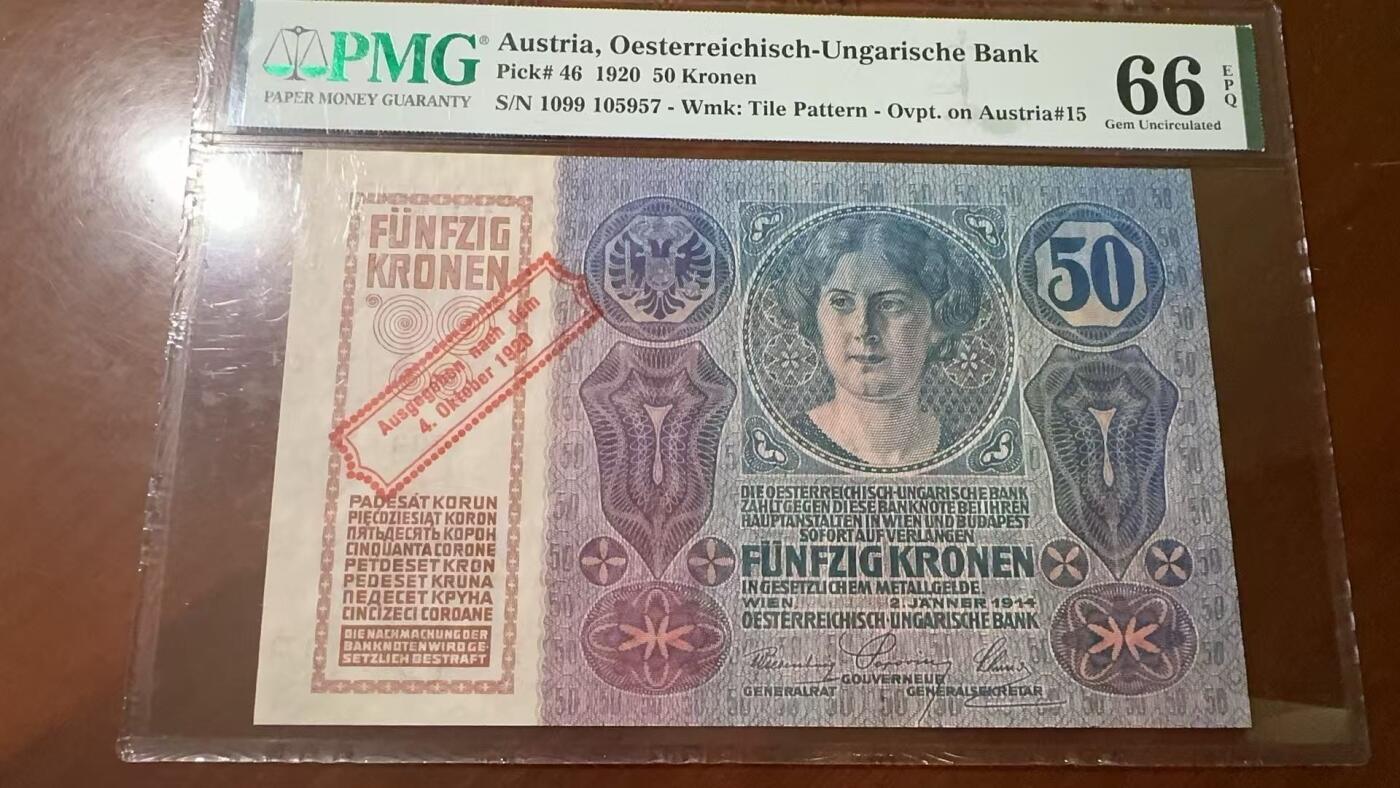 PMG®
PAPER MONEY GUARANTY
Austria, Oesterreichisch-Ungarische Bank
Pick# 46 1920 50 Kronen
S/N 1099 105957 - Wmk: Tile Pattern - Ovpt. on Austria#15
66
EPQ
Gem Uncirculated
FÜNFZIG
KRONEN
Ausgegeben nach dem
4. Oktober 1920
PADESÁT KORUN
PIĘĆDZIESIĄT KORON
ПЯТЬДЕСЯТЬ КОРОН
CINQUANTA CORONE
PETDESET KRON
PEDESET KRUNA
ПЕДЕСЕТ КРУНА
CINCIZECI COROANE
DIE NACHMACHUNG DER
BANKNOTEN WIRD GE-
SETZLICH BESTRAFT
50
DIE OESTERREICHISCH-UNGARISCHE BANK
ZAHLT GEGEN DIESE BANKNOTE BEI IHREN
HAUPTANSTALTEN IN WIEN UND BUDAPEST
SOFORT AUF VERLANGEN
FÜNFZIG KRONEN
IN GESETZLICHEM METALLGELDE.
WIEN, 2. JÄNNER 1914
OESTERREICHISCH-UNGARISCHE BANK
GOUVERNEUR
GENERALRAT GENERALSEKRETÄR